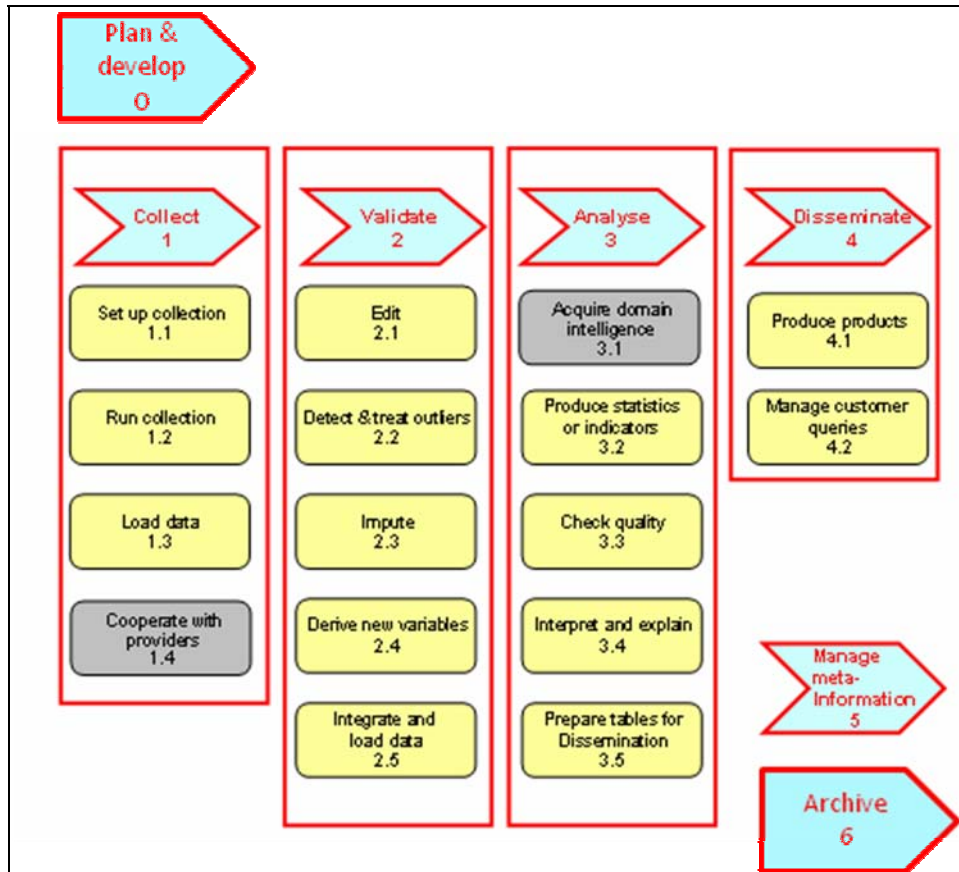 Plan &
develop
0
Collect
1
Set up collection
1.1
Run collection
1.2
Load data
1.3
Cooperate with
providers
1.4
Validate
2
Edit
2.1
Detect & treat outliers
2.2
Impute
2.3
Derive new variables
2.4
Integrate and
load data
2.5
Analyse
3
Acquire domain
intelligence
3.1
Produce statistics
or indicators
3.2
Check quality
3.3
Interpret and explain
3.4
Prepare tables for
Dissemination
3.5
Disseminate
4
Produce products
4.1
Manage customer
queries
4.2
Manage
meta-
Information
5
Archive
6